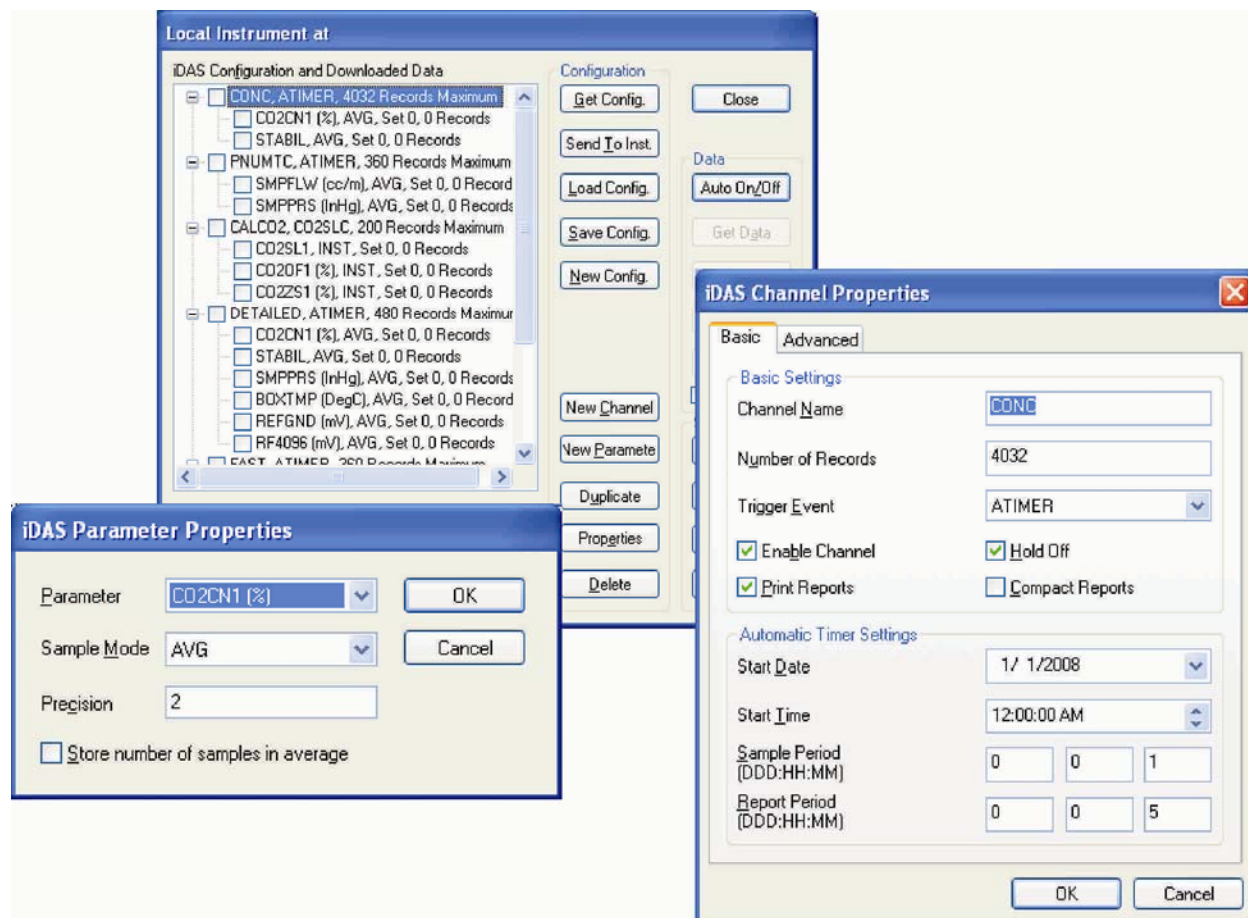 Local Instrument at
iDAS Configuration and Downloaded Data
CONC, ATIMER, 4032 Records Maximum
CO2CN1 (%), AVG, Set 0, 0 Records
STABIL, AVG, Set 0, 0 Records
PNUMTC, ATIMER, 360 Records Maximum
SMPFLW (cc/m), AVG, Set 0, 0 Record
SMPPRS (InHg), AVG, Set 0, 0 Records
CALCO2, CO2SLC, 200 Records Maximum
CO2SL1, INST, Set 0, 0 Records
CO2OF1 (%), INST, Set 0, 0 Records
CO2ZS1 (%), INST, Set 0, 0 Records
DETAILED, ATIMER, 480 Records Maximur
CO2CN1 (%), AVG, Set 0, 0 Records
STABIL, AVG, Set 0, 0 Records
SMPPRS (InHg), AVG, Set 0, 0 Records
BOXTMP (DegC), AVG, Set 0, 0 Record
REFGND (mV), AVG, Set 0, 0 Records
RF4096 (mV), AVG, Set 0, 0 Records
FAST, ATIMER, 360 Records Maximum
Configuration
Get Config.
Send To Inst.
Load Config.
Save Config.
New Config.
New Channel
New Paramete
Duplicate
Properties
Delete
Close
Data
Auto On/Off
Get Data
iDAS Parameter Properties
Parameter CO2CN1 (%) OK
Sample Mode AVG Cancel
Precision 2
Store number of samples in average
iDAS Channel Properties
Basic Advanced
Basic Settings
Channel Name CONC
Number of Records 4032
Trigger Event ATIMER
Enable Channel Hold Off
Print Reports Compact Reports
Automatic Timer Settings
Start Date 1/ 1/2008
Start Time 12:00:00 AM
Sample Period
(DDD:HH:MM) 0 0 1
Report Period
(DDD:HH:MM) 0 0 5
OK Cancel